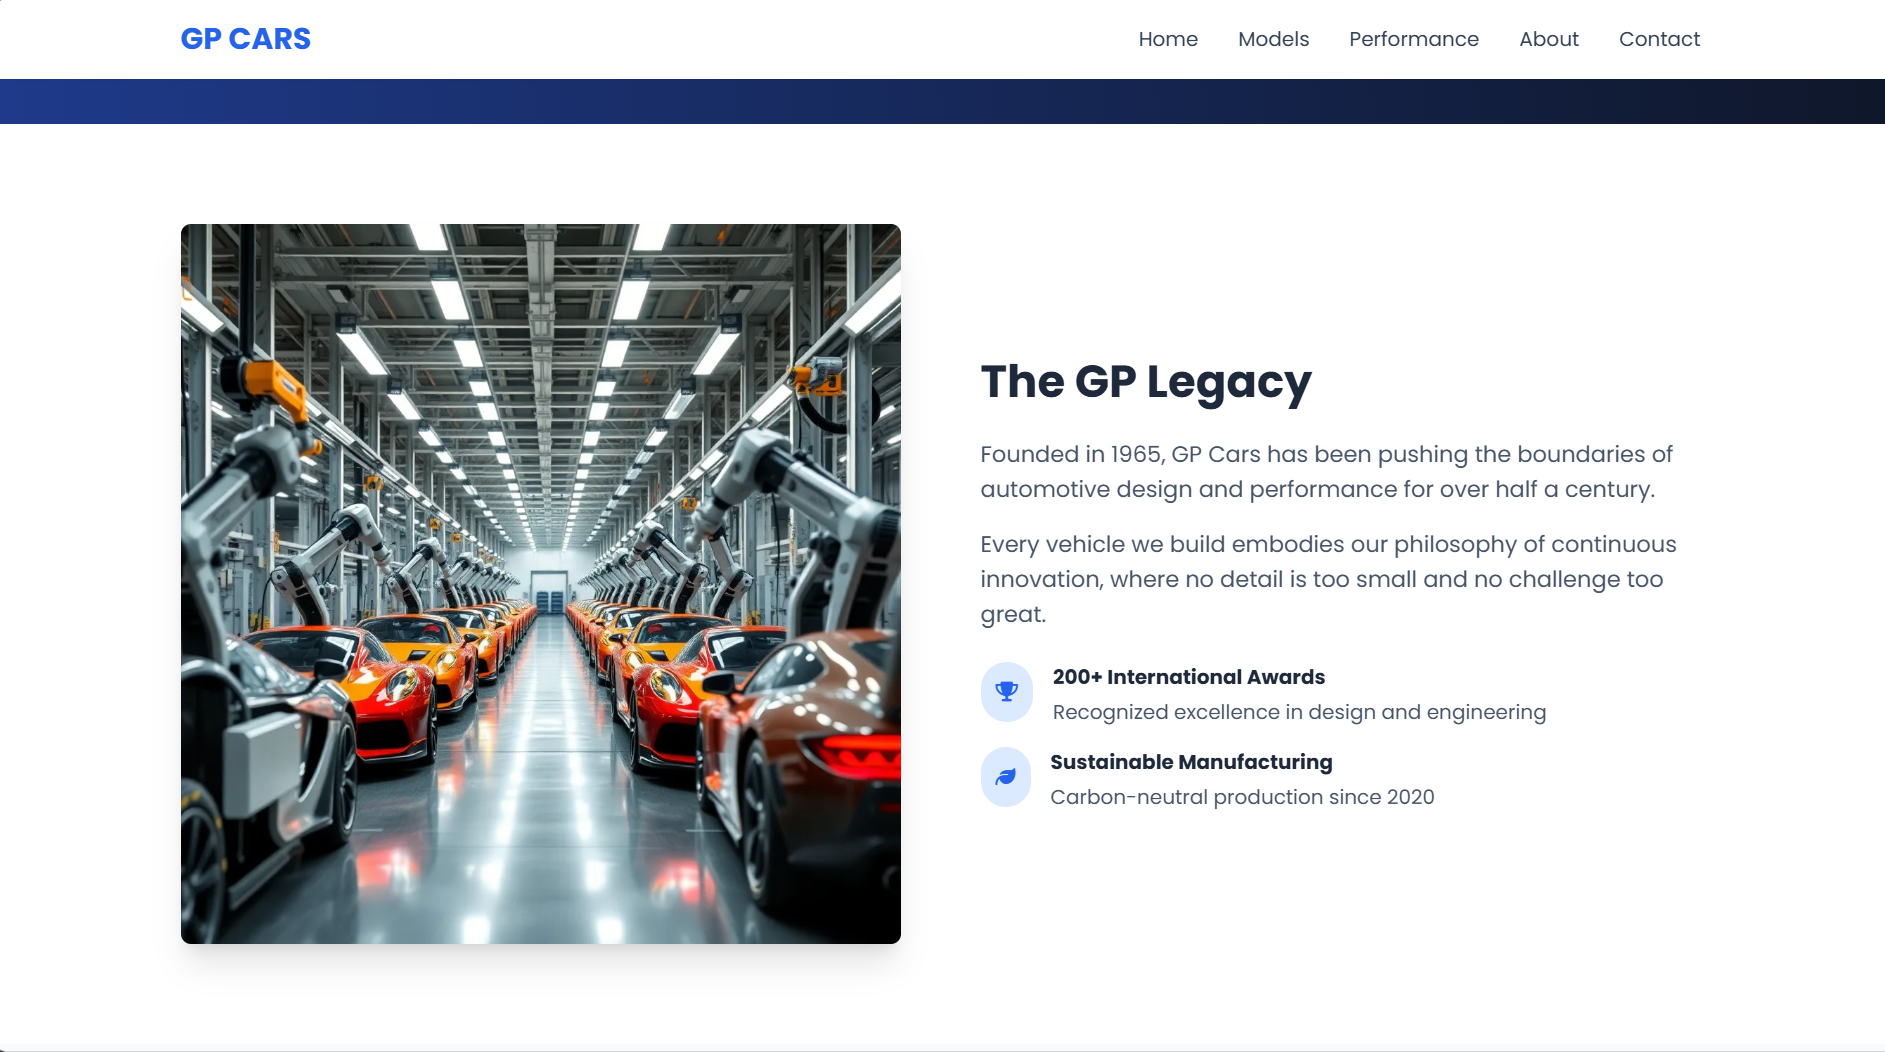 GP CARS
Home Models Performance About Contact
The GP Legacy
Founded in 1965, GP Cars has been pushing the boundaries of
automotive design and performance for over half a century.
Every vehicle we build embodies our philosophy of continuous
innovation, where no detail is too small and no challenge too
great.
200+ International Awards
Recognized excellence in design and engineering
Sustainable Manufacturing
Carbon-neutral production since 2020